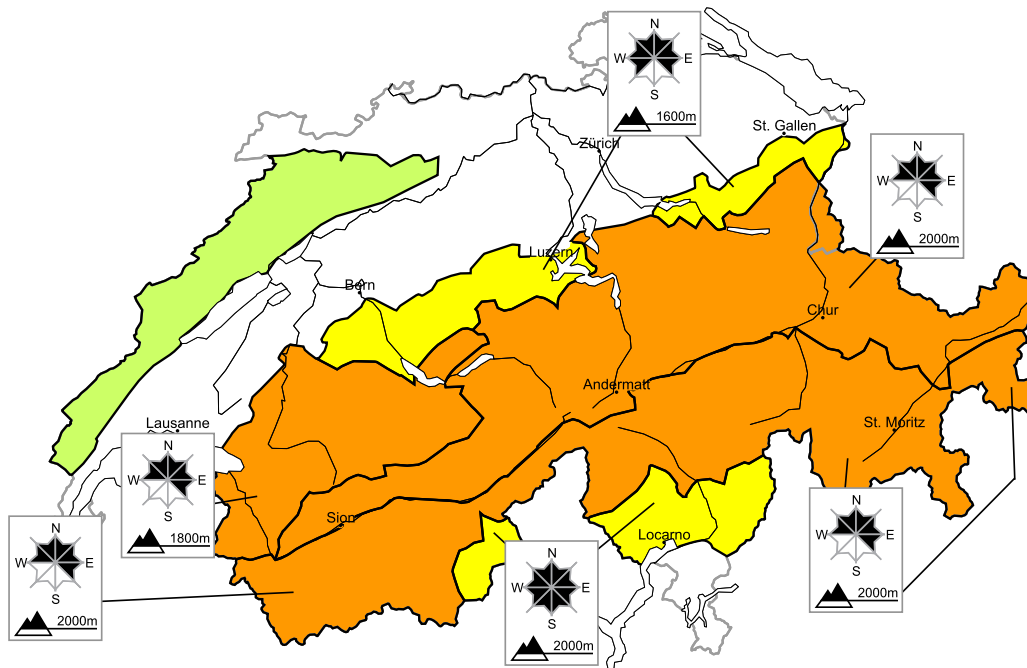 N
W E
S
1600m
St. Gallen
Zürich
N
W E
S
2000m
Luzern
Bern
Chur
Andermatt
St. Moritz
Lausanne
N
W E
S
1800m
Sion
Locarno
N
W E
S
2000m
N
W E
S
2000m
N
W E
S
2000m